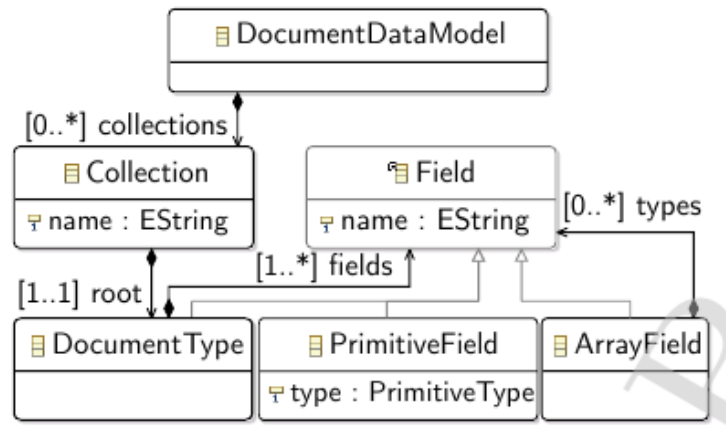 DocumentDataModel
[0..*] collections
Collection
name : EString
Field
name : EString
[0..*] types
[1..*] fields
[1..1] root
DocumentType
PrimitiveField
type : PrimitiveType
ArrayField